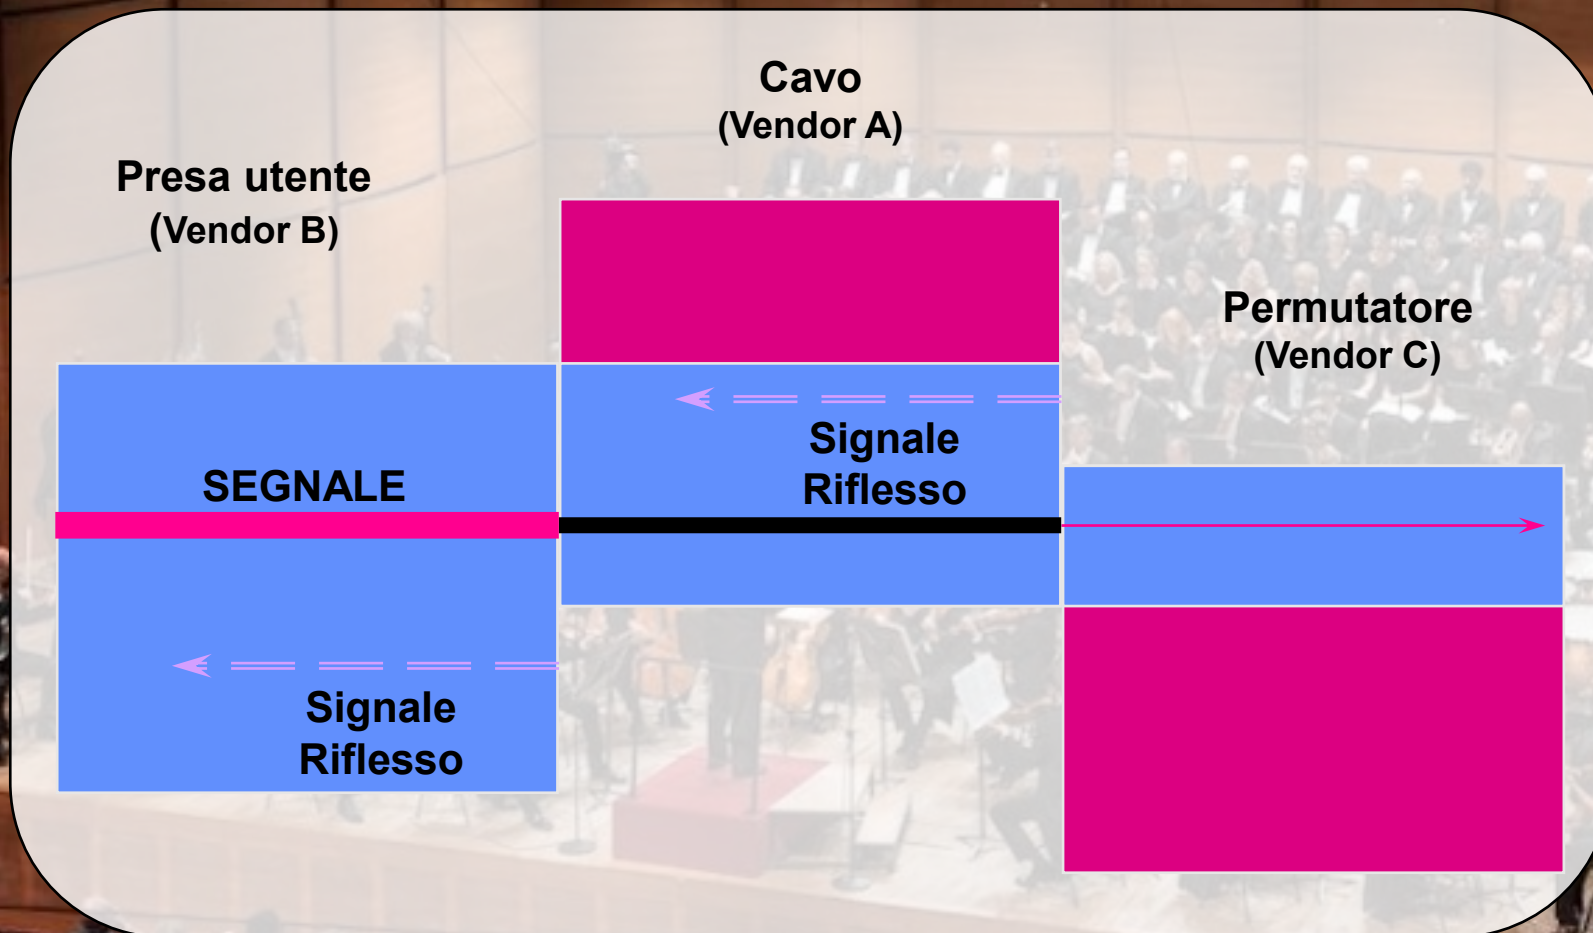 Cavo
(Vendor A)
Presa utente
(Vendor B)
Permutatore
(Vendor C)
Signale
Riflesso
SEGNALE
Signale
Riflesso